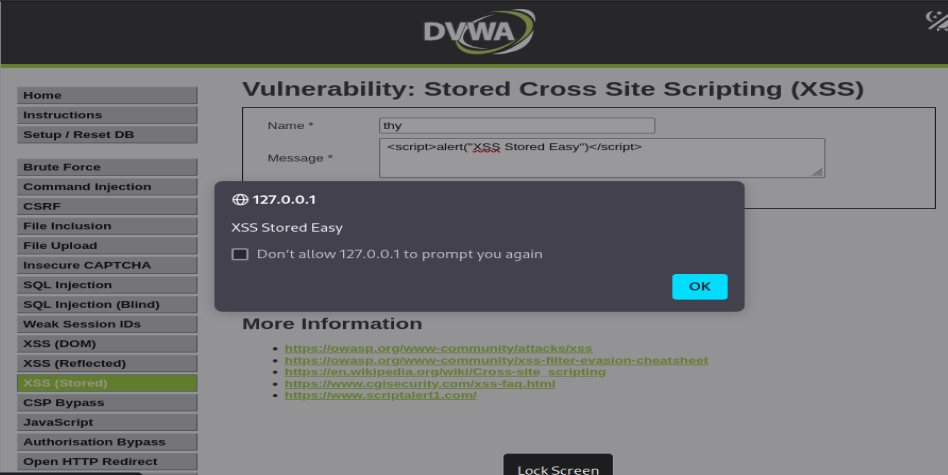 DVWA
Home
Instructions
Setup / Reset DB
Brute Force
Command Injection
CSRF
File Inclusion
File Upload
Insecure CAPTCHA
SQL Injection
SQL Injection (Blind)
Weak Session IDs
XSS (DOM)
XSS (Reflected)
XSS (Stored)
CSP Bypass
JavaScript
Authorisation Bypass
Open HTTP Redirect
Vulnerability: Stored Cross Site Scripting (XSS)
Name * thy
Message * <script>alert("XSS Stored Easy")</script>
127.0.0.1
XSS Stored Easy
Don't allow 127.0.0.1 to prompt you again
OK
More Information
https://owasp.org/www-community/attacks/xss
https://owasp.org/www-community/xss-filter-evasion-cheatsheet
https://en.wikipedia.org/wiki/Cross-site_scripting
https://www.cgisecurity.com/xss-faq.html
https://www.scriptalert1.com/
Lock Screen